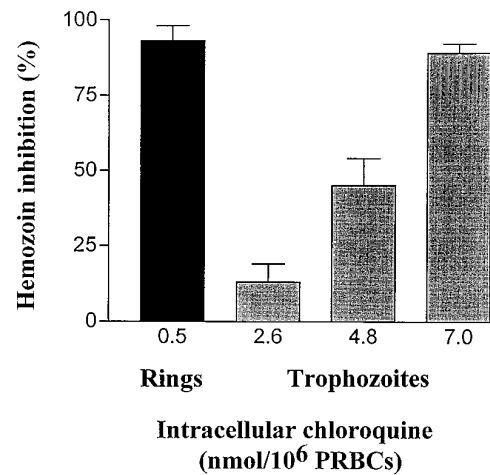 Hemozoin inhibition (%)
100
75
50
25
0
0.5 2.6 4.8 7.0
Rings Trophozoites
Intracellular chloroquine
(nmol/10⁶ PRBCs)